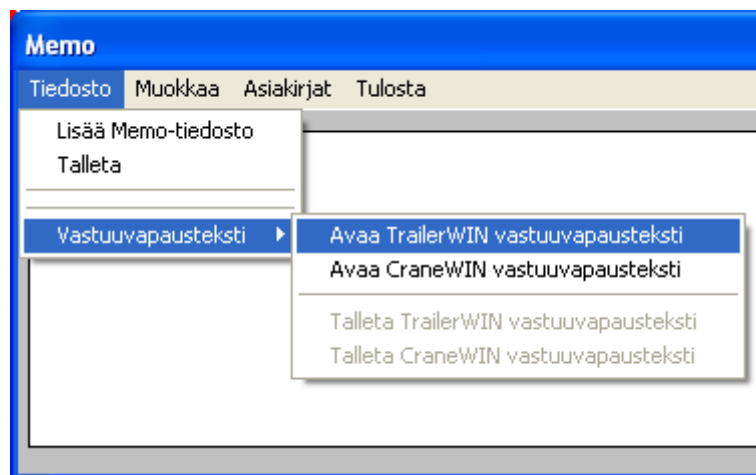 Memo
Tiedosto Muokkaa Asiakirjat Tulosta
Lisää Memo-tiedosto
Talleta
Vastuuvapausteksti
Avaa TrailerWIN vastuuvapausteksti
Avaa CraneWIN vastuuvapausteksti
Talleta TrailerWIN vastuuvapausteksti
Talleta CraneWIN vastuuvapausteksti